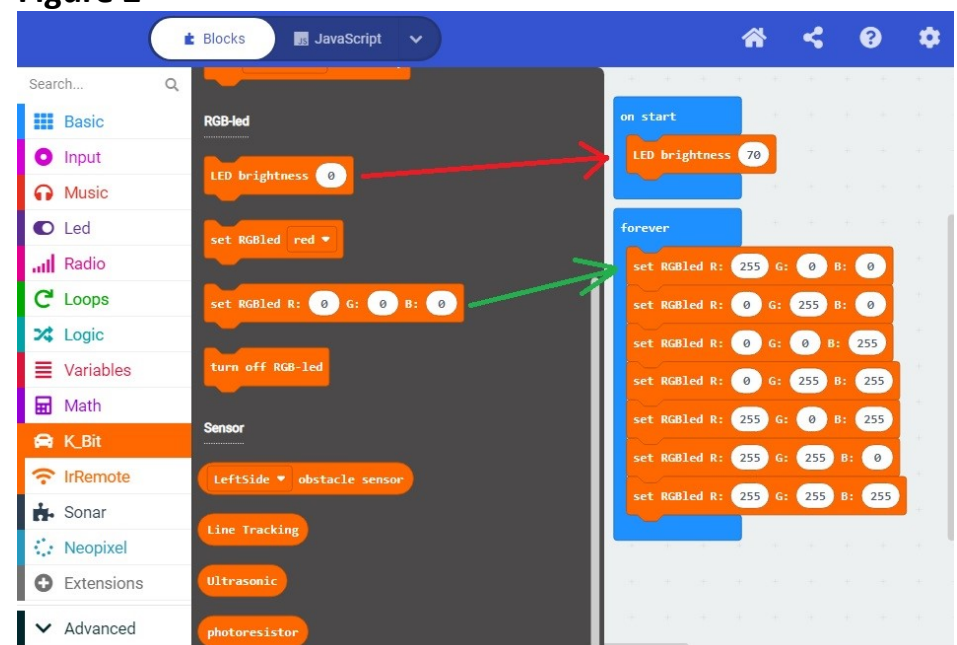 Blocks
JavaScript
Search...
Basic
Input
Music
Led
Radio
Loops
Logic
Variables
Math
K_Bit
IrRemote
Sonar
Neopixel
Extensions
Advanced
RGB-led
LED brightness 0
set RGBled red
set RGBled R: 0 G: 0 B: 0
turn off RGB-led
Sensor
LeftSide obstacle sensor
Line Tracking
Ultrasonic
photoresistor
on start
LED brightness 70
forever
set RGBled R: 255 G: 0 B: 0
set RGBled R: 0 G: 255 B: 0
set RGBled R: 0 G: 0 B: 255
set RGBled R: 0 G: 255 B: 255
set RGBled R: 255 G: 0 B: 255
set RGBled R: 255 G: 255 B: 0
set RGBled R: 255 G: 255 B: 255